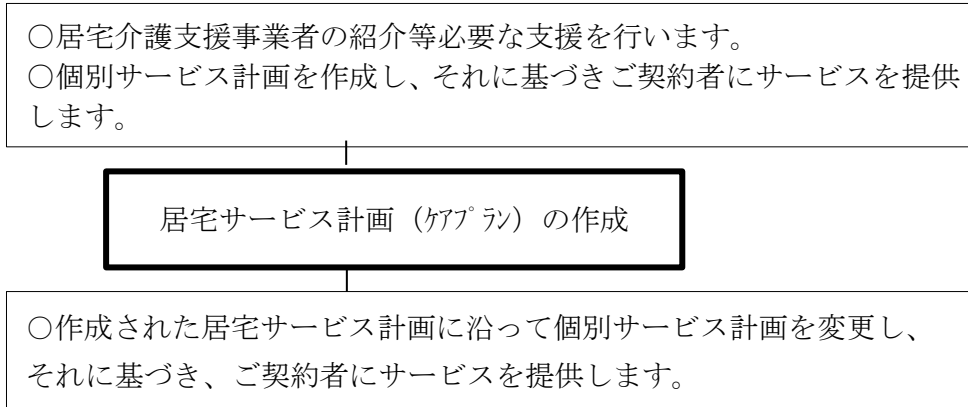 ○居宅介護支援事業者の紹介等必要な支援を行います。
○個別サービス計画を作成し、それに基づきご契約者にサービスを提供
します。
居宅サービス計画（ｹｱﾌﾟﾗﾝ）の作成
○作成された居宅サービス計画に沿って個別サービス計画を変更し、
それに基づき、ご契約者にサービスを提供します。